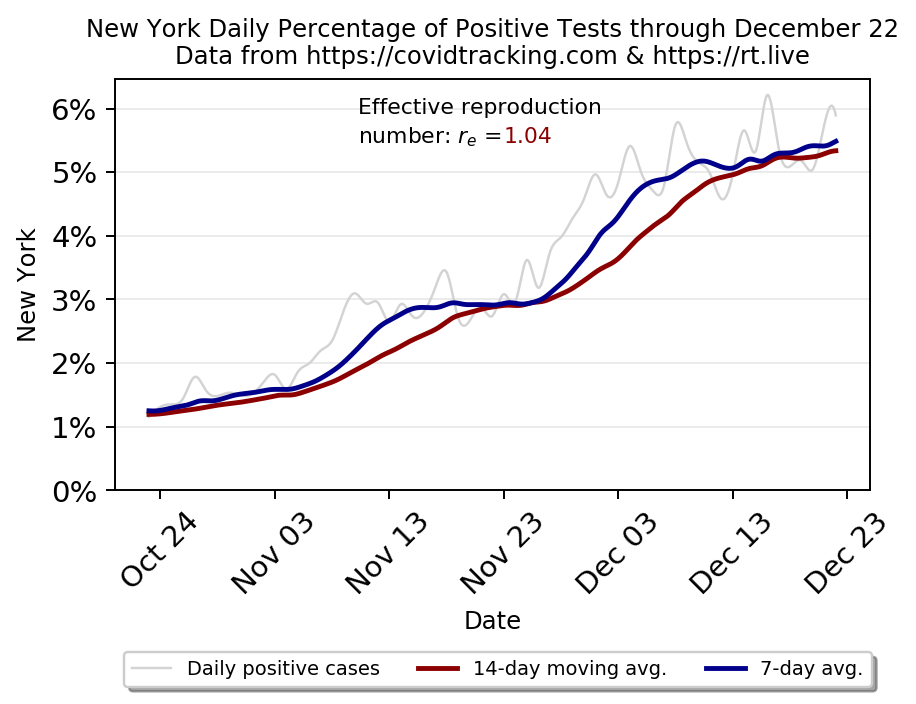 New York Daily Percentage of Positive Tests through December 22
Data from https://covidtracking.com & https://rt.live
Effective reproduction
number: rₑ =1.04
6%
5%
4%
3%
2%
1%
0%
New York
Oct 24
Nov 03
Nov 13
Nov 23
Dec 03
Dec 13
Dec 23
Date
Daily positive cases
14-day moving avg.
7-day avg.